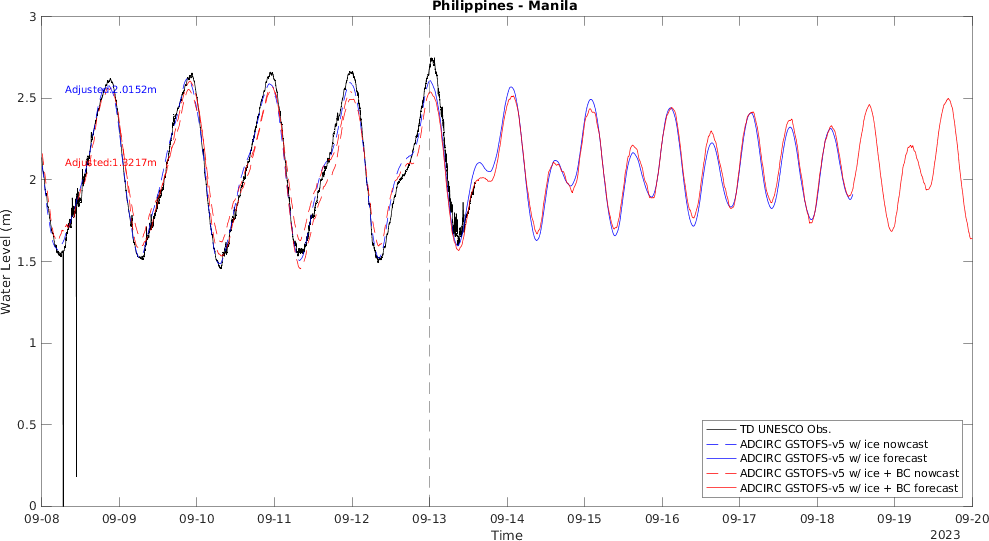 Philippines - Manila
3
2.5
2
1.5
1
0.5
0
Water Level (m)
Adjusted:2.0152m
Adjusted:1.8217m
TD UNESCO Obs.
ADCIRC GSTOFS-v5 w/ ice nowcast
ADCIRC GSTOFS-v5 w/ ice forecast
ADCIRC GSTOFS-v5 w/ ice + BC nowcast
ADCIRC GSTOFS-v5 w/ ice + BC forecast
09-08 09-09 09-10 09-11 09-12 09-13 09-14 09-15 09-16 09-17 09-18 09-19 09-20
Time
2023